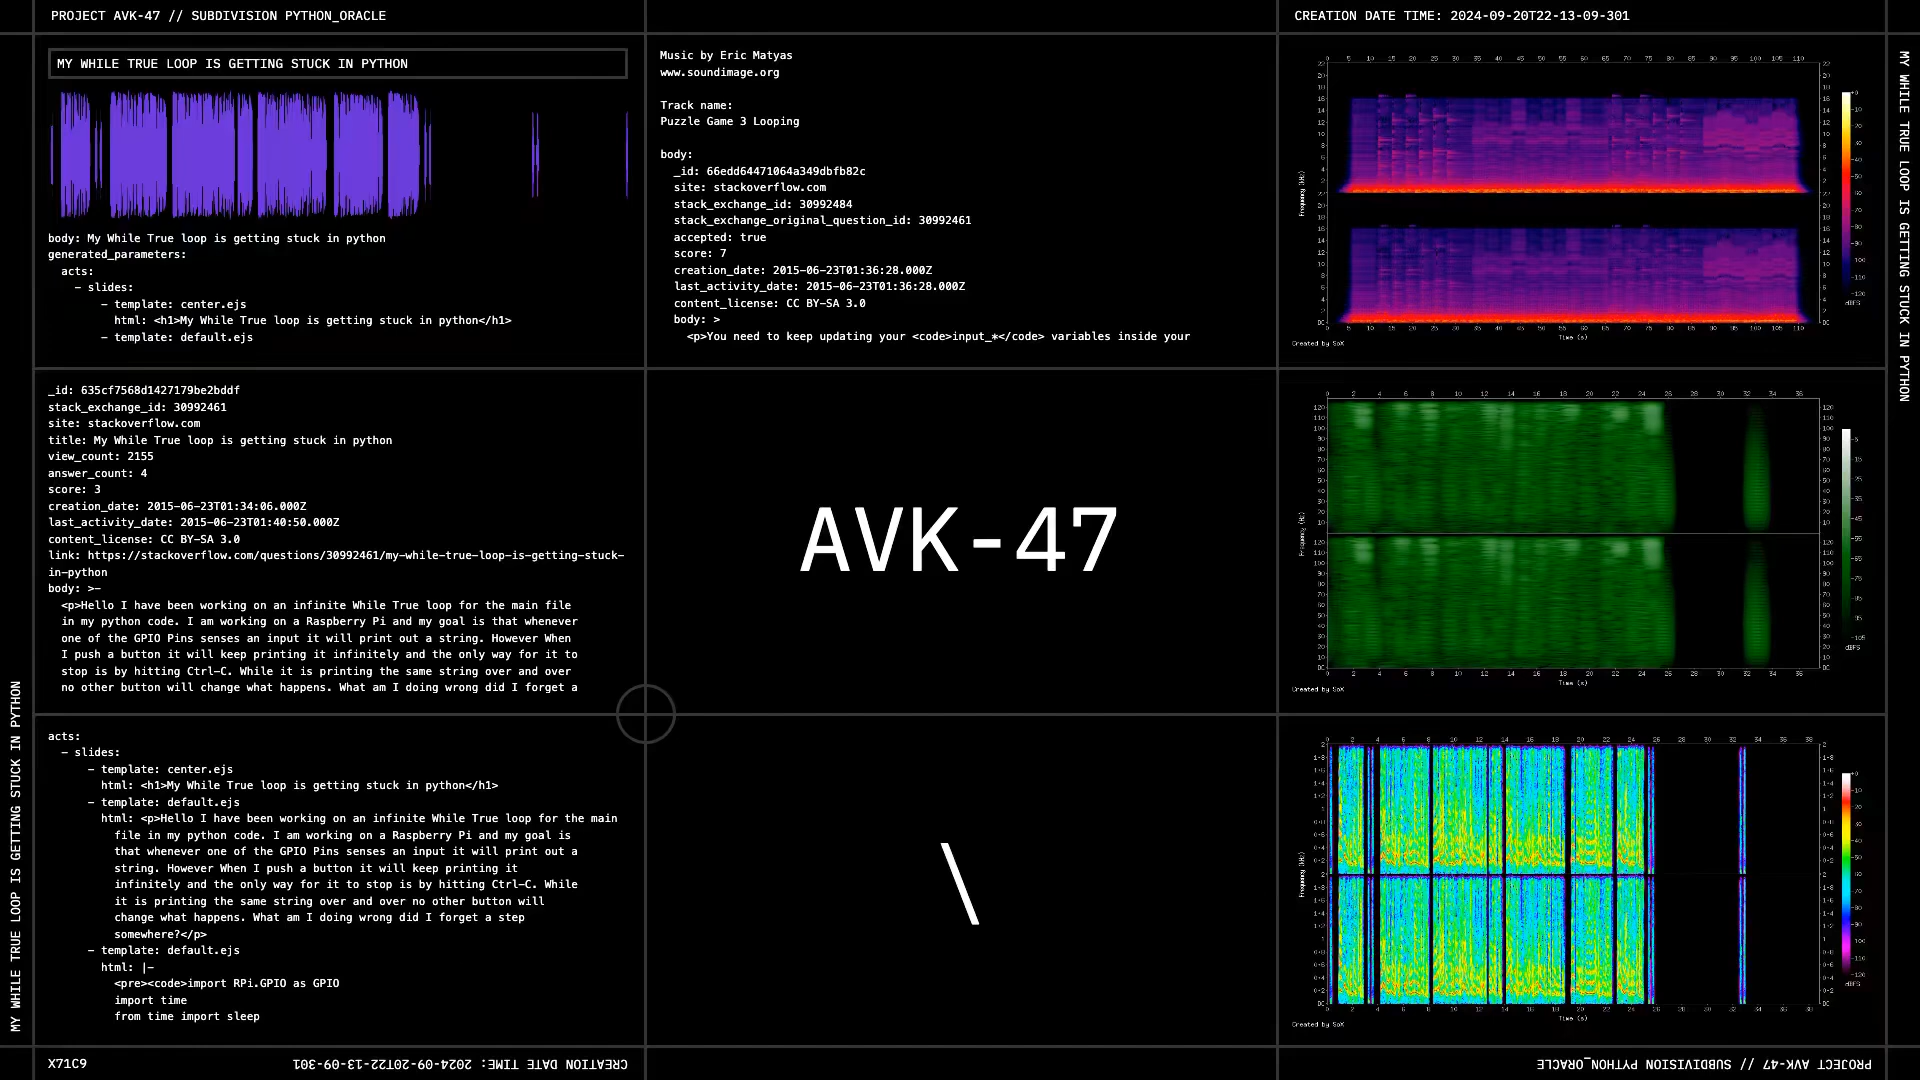 PROJECT AVK-47 // SUBDIVISION PYTHON_ORACLE
CREATION DATE TIME: 2024-09-20T22-13-09-301
MY WHILE TRUE LOOP IS GETTING STUCK IN PYTHON
body: My While True loop is getting stuck in python
generated_parameters:
acts:
- slides:
- template: center.ejs
html: <h1>My While True loop is getting stuck in python</h1>
- template: default.ejs
Music by Eric Matyas
www.soundimage.org
Track name:
Puzzle Game 3 Looping
body:
_id: 66edd64471064a349dbfb82c
site: stackoverflow.com
stack_exchange_id: 30992484
stack_exchange_original_question_id: 30992461
accepted: true
score: 7
creation_date: 2015-06-23T01:36:28.000Z
last_activity_date: 2015-06-23T01:36:28.000Z
content_license: CC BY-SA 3.0
body: >
<p>You need to keep updating your <code>input_*</code> variables inside your
Frequency (kHz)
Time (s)
dBFS
Created by SoX
MY WHILE TRUE LOOP IS GETTING STUCK IN PYTHON
_id: 635cf7568d1427179be2bddf
stack_exchange_id: 30992461
site: stackoverflow.com
title: My While True loop is getting stuck in python
view_count: 2155
answer_count: 4
score: 3
creation_date: 2015-06-23T01:34:06.000Z
last_activity_date: 2015-06-23T01:40:50.000Z
content_license: CC BY-SA 3.0
link: https://stackoverflow.com/questions/30992461/my-while-true-loop-is-getting-stuck-
in-python
body: >-
<p>Hello I have been working on an infinite While True loop for the main file
in my python code. I am working on a Raspberry Pi and my goal is that whenever
one of the GPIO Pins senses an input it will print out a string. However When
I push a button it will keep printing it infinitely and the only way for it to
stop is by hitting Ctrl-C. While it is printing the same string over and over
no other button will change what happens. What am I doing wrong did I forget a
AVK-47
Frequency (Hz)
Time (s)
dBFS
Created by SoX
MY WHILE TRUE LOOP IS GETTING STUCK IN PYTHON
acts:
- slides:
- template: center.ejs
html: <h1>My While True loop is getting stuck in python</h1>
- template: default.ejs
html: <p>Hello I have been working on an infinite While True loop for the main
file in my python code. I am working on a Raspberry Pi and my goal is
that whenever one of the GPIO Pins senses an input it will print out a
string. However When I push a button it will keep printing it
infinitely and the only way for it to stop is by hitting Ctrl-C. While
it is printing the same string over and over no other button will
change what happens. What am I doing wrong did I forget a step
somewhere?</p>
- template: default.ejs
html: |-
<pre><code>import RPi.GPIO as GPIO
import time
from time import sleep
\
Frequency (kHz)
Time (s)
dBFS
Created by SoX
X71C9
CREATION DATE TIME: 2024-09-20T22-13-09-301
PROJECT AVK-47 // SUBDIVISION PYTHON_ORACLE